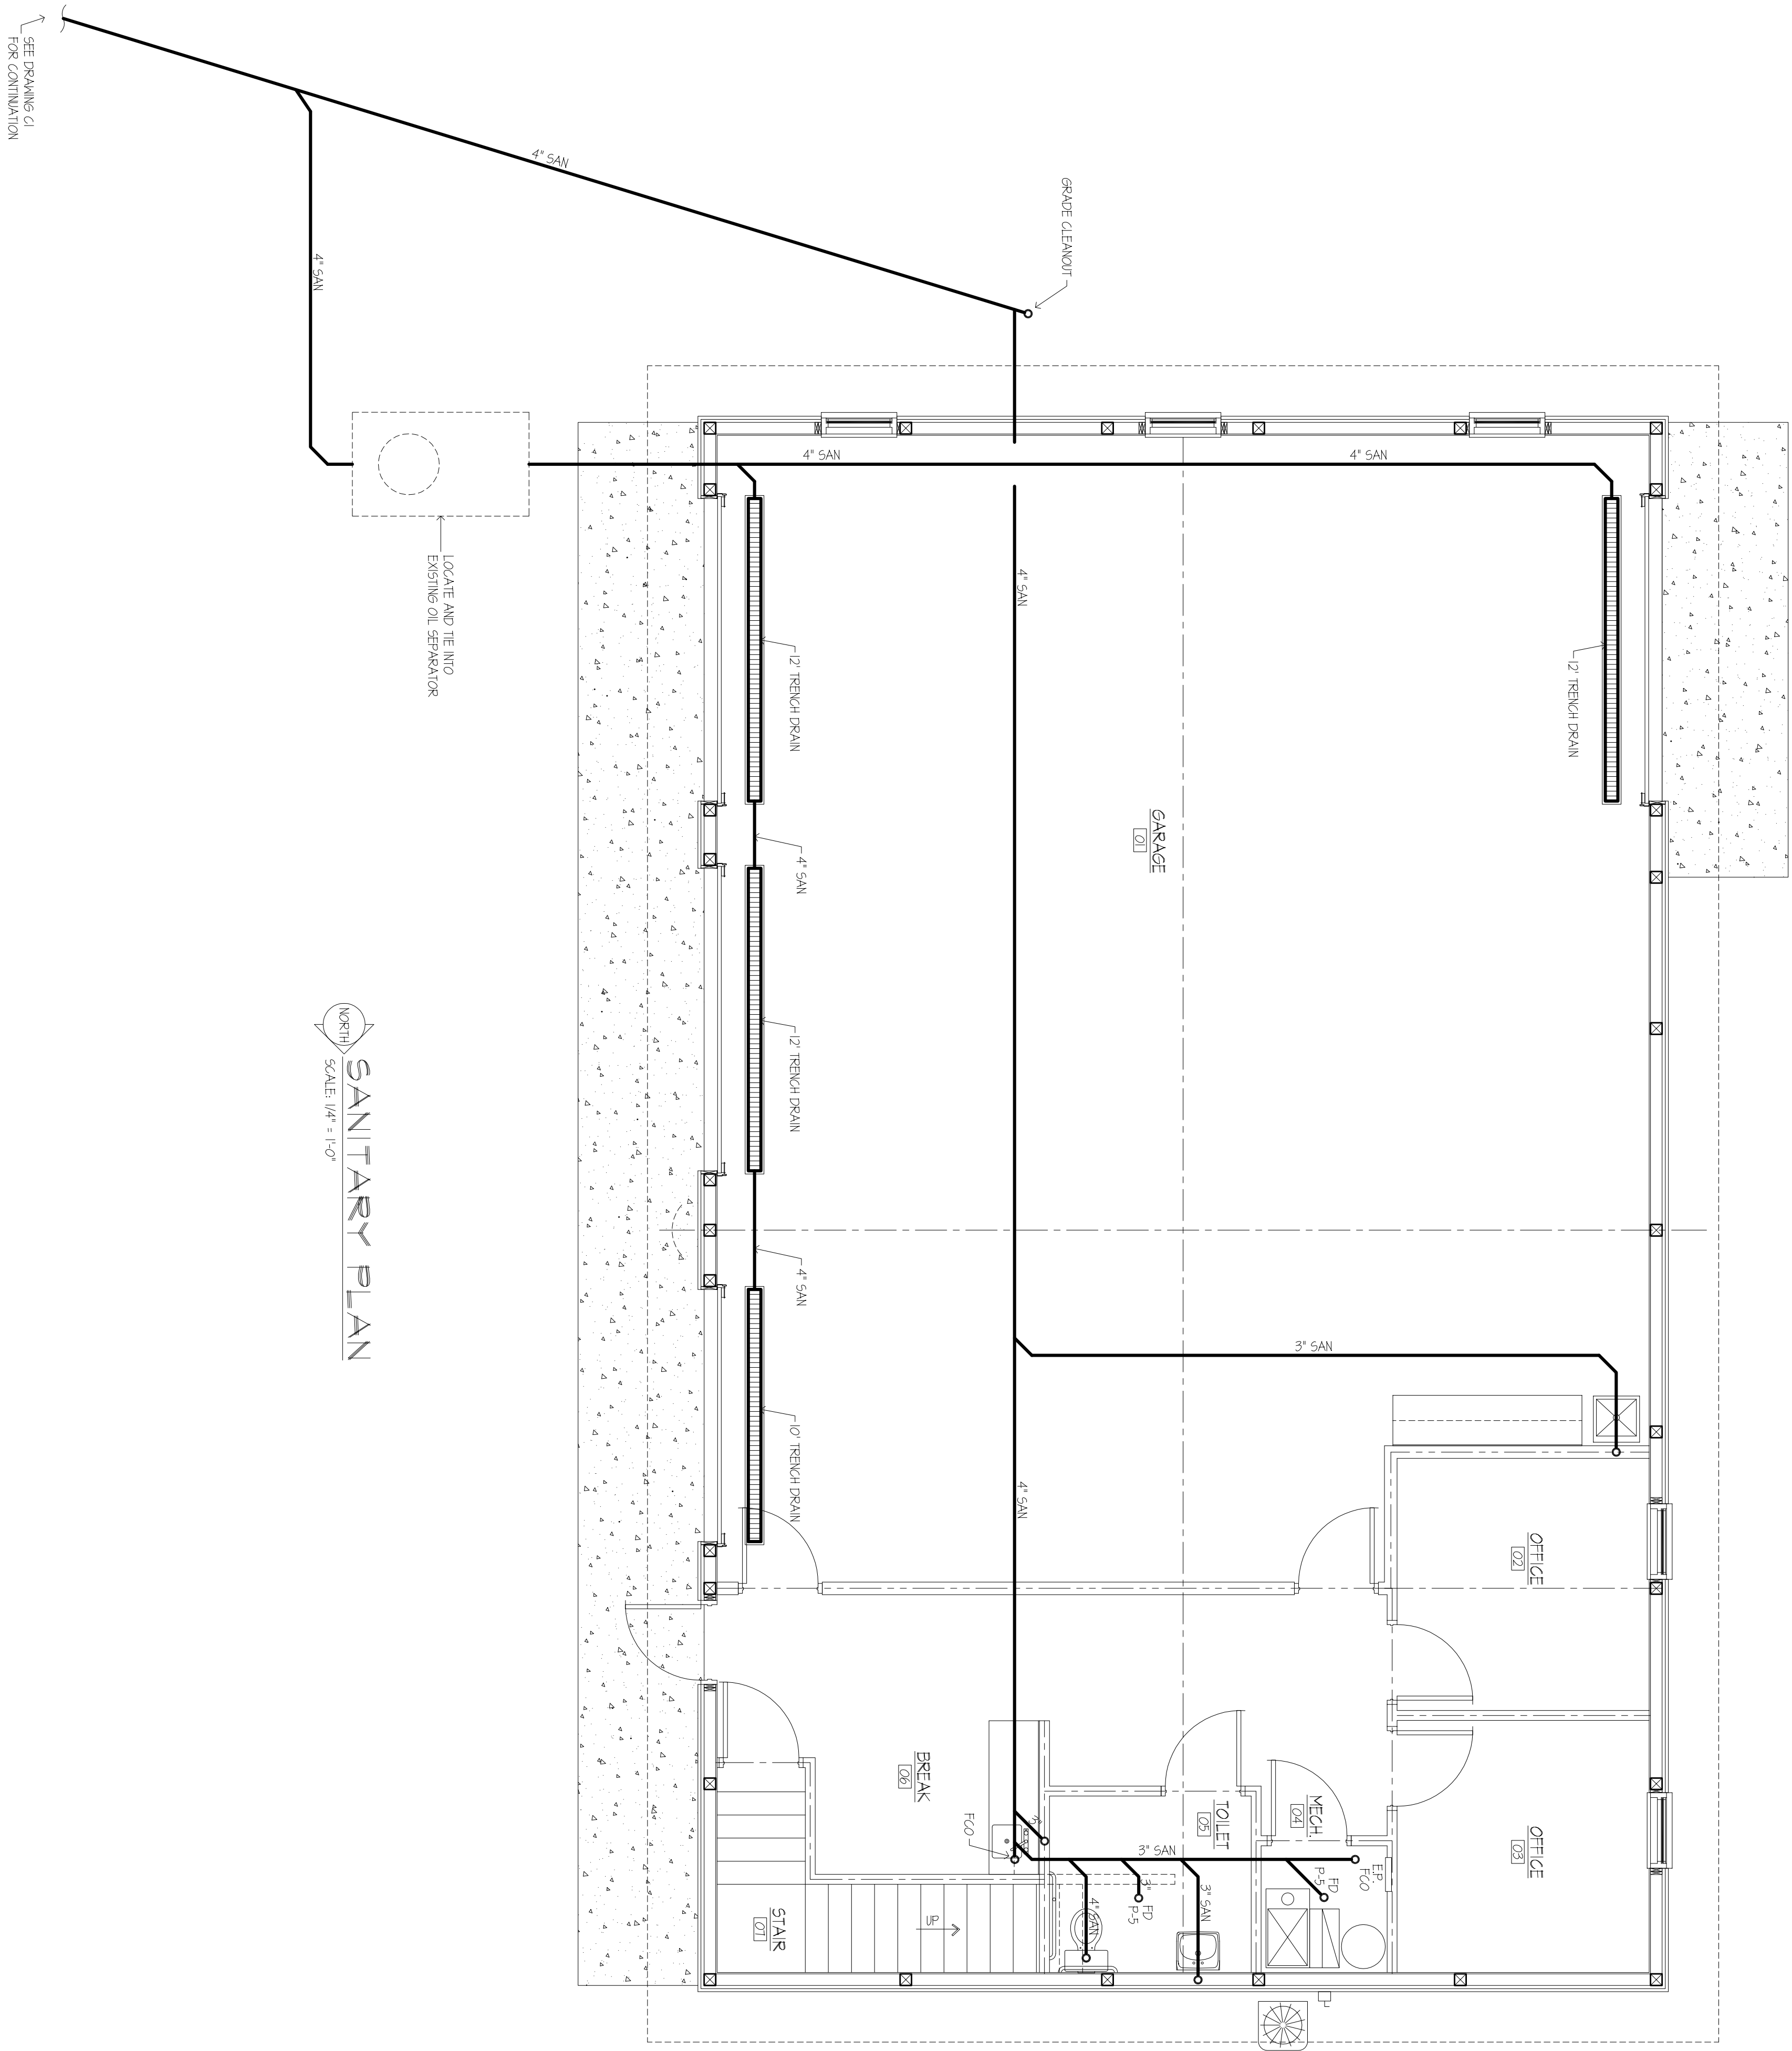 SEE DRAWING C1
FOR CONTINUATION
4" SAN
4" SAN
GRADE CLEANOUT
LOCATE AND TIE INTO
EXISTING OIL SEPARATOR
4" SAN
4" SAN
4" SAN
12' TRENCH DRAIN
12' TRENCH DRAIN
GARAGE
01
4" SAN
12' TRENCH DRAIN
4" SAN
10' TRENCH DRAIN
3" SAN
4" SAN
OFFICE
02
OFFICE
03
MECH.
04
TOILET
05
BREAK
06
STAIR
07
UP
FCO
3"
3" SAN
E.P.
FCO
FD
P-5
3" SAN
3"
FD
P-5
4" SAN
NORTH
SANITARY PLAN
SCALE: 1/4" = 1'-0"